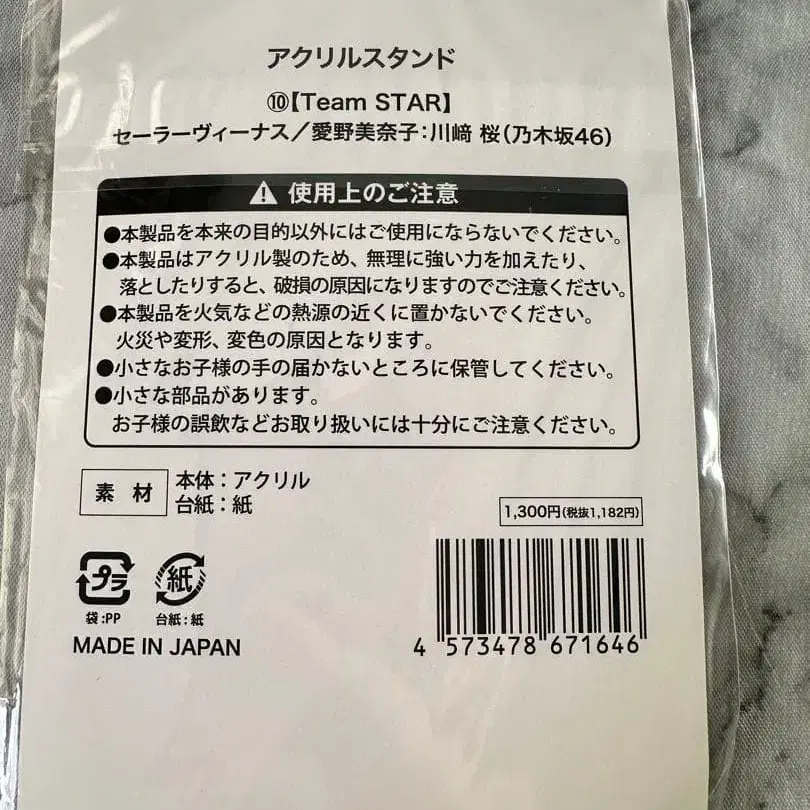 アクリルスタンド
⑩【Team STAR】
セーラーヴィーナス／愛野美奈子：川﨑 桜（乃木坂46）
使用上のご注意
●本製品を本来の目的以外にはご使用にならないでください。
●本製品はアクリル製のため、無理に強い力を加えたり、
落としたりすると、破損の原因になりますのでご注意ください。
●本製品を火気などの熱源の近くに置かないでください。
火災や変形、変色の原因となります。
●小さなお子様の手の届かないところに保管してください。
●小さな部品があります。
お子様の誤飲などお取り扱いには十分にご注意ください。
素 材
本体：アクリル
台紙：紙
1,300円(税抜1,182円)
プラ 紙
袋：PP 台紙：紙
MADE IN JAPAN
4 573478 671646